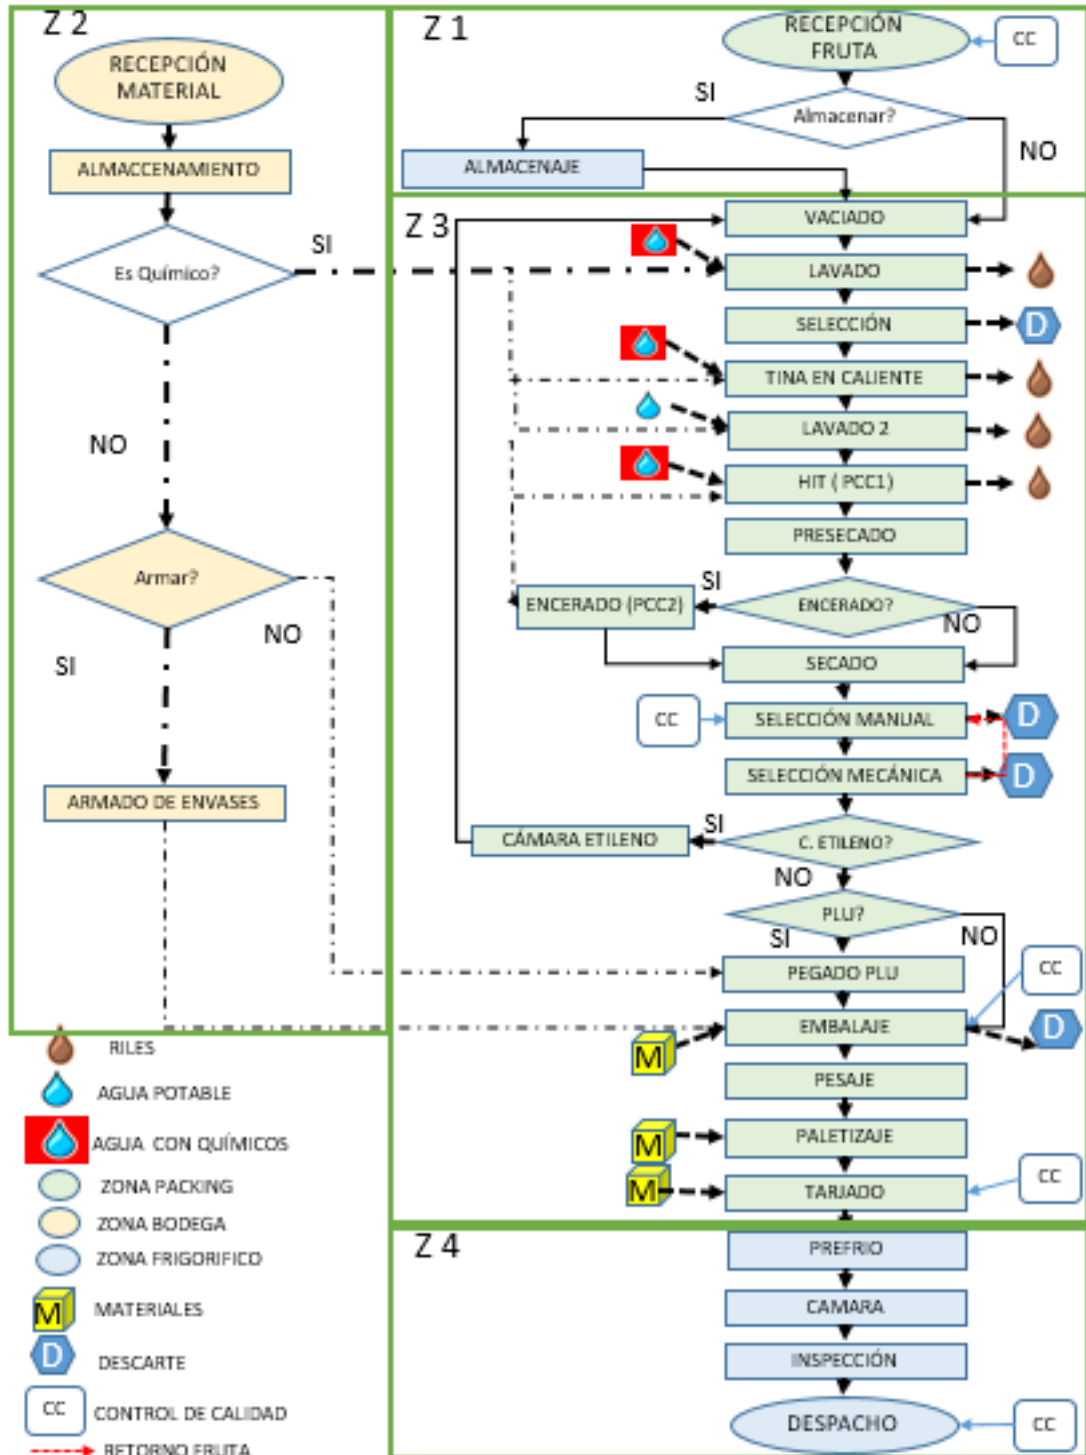 Z 2
RECEPCIÓN
MATERIAL
ALMACCENAMIENTO
Es Químico?
SI
NO
Armar?
NO
SI
ARMADO DE ENVASES
Z 1
RECEPCIÓN
FRUTA
CC
Almacenar?
SI
NO
ALMACENAJE
Z 3
VACIADO
LAVADO
SELECCIÓN
D
TINA EN CALIENTE
LAVADO 2
HIT ( PCC1)
PRESECADO
ENCERADO?
SI
NO
ENCERADO (PCC2)
SECADO
CC
SELECCIÓN MANUAL
D
SELECCIÓN MECÁNICA
D
C. ETILENO?
SI
CÁMARA ETILENO
NO
PLU?
SI
NO
PEGADO PLU
CC
EMBALAJE
D
M
PESAJE
M
PALETIZAJE
M
TARJADO
CC
Z 4
PREFRIO
CAMARA
INSPECCIÓN
DESPACHO
CC
RILES
AGUA POTABLE
AGUA CON QUÍMICOS
ZONA PACKING
ZONA BODEGA
ZONA FRIGORIFICO
M MATERIALES
D DESCARTE
CC CONTROL DE CALIDAD
RETORNO FRUTA